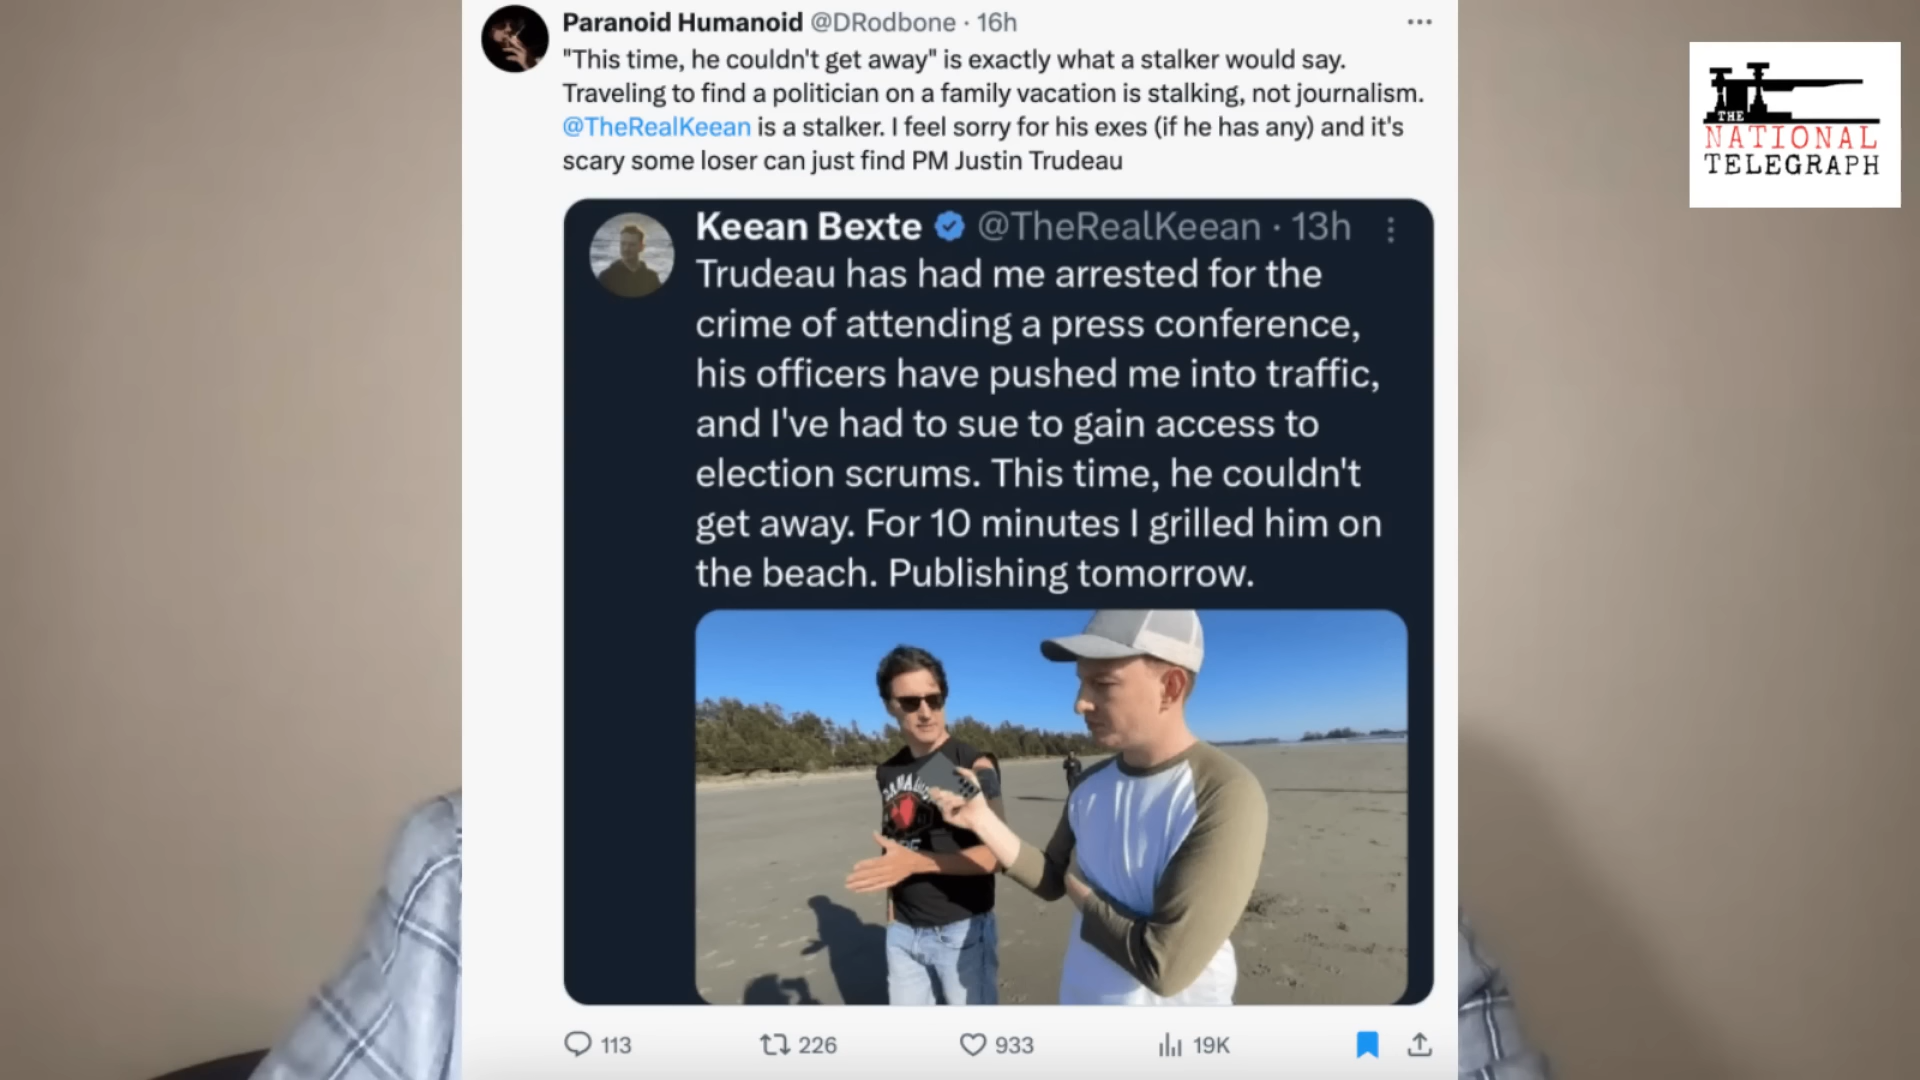 Paranoid Humanoid @DRodbone · 16h
"This time, he couldn't get away" is exactly what a stalker would say.
Traveling to find a politician on a family vacation is stalking, not journalism.
@TheRealKeean is a stalker. I feel sorry for his exes (if he has any) and it's
scary some loser can just find PM Justin Trudeau
Keean Bexte @TheRealKeean · 13h
Trudeau has had me arrested for the
crime of attending a press conference,
his officers have pushed me into traffic,
and I've had to sue to gain access to
election scrums. This time, he couldn't
get away. For 10 minutes I grilled him on
the beach. Publishing tomorrow.
113 226 933 19K
THE
NATIONAL
TELEGRAPH